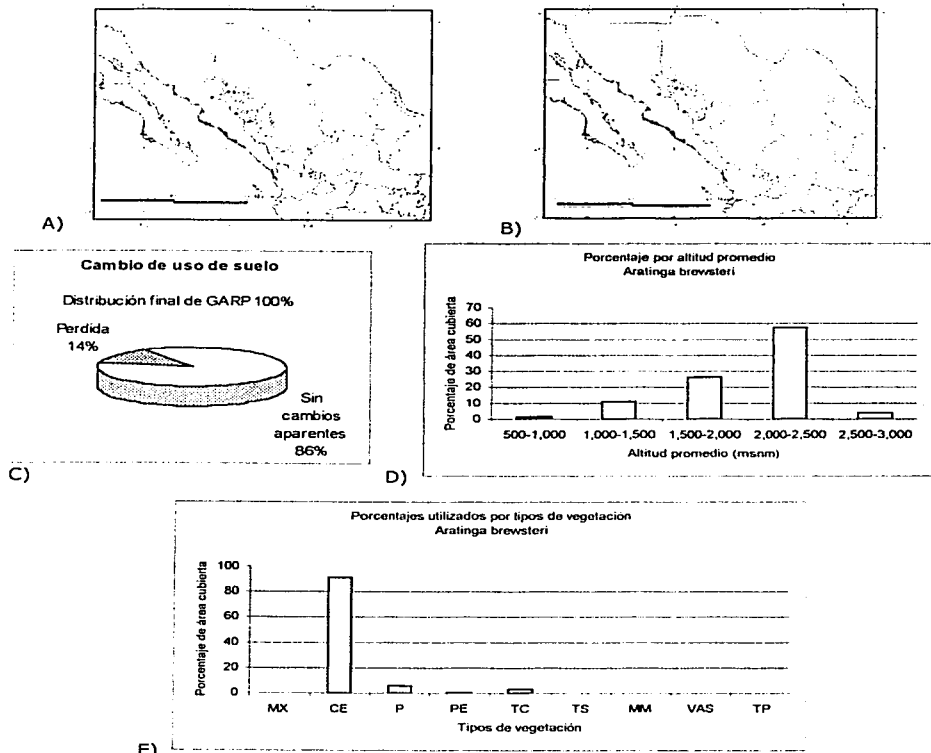 A)
B)
Cambio de uso de suelo
Distribución final de GARP 100%
Perdida
14%
Sin
cambios
aparentes
86%
C)
Porcentaje por altitud promedio
Aratinga brewsteri
Porcentaje de área cubierta
70
60
50
40
30
20
10
0
500-1,000 1,000-1,500 1,500-2,000 2,000-2,500 2,500-3,000
Altitud promedio (msnm)
D)
Porcentajes utilizados por tipos de vegetación
Aratinga brewsteri
Porcentaje de área cubierta
100
80
60
40
20
0
MX CE P PE TC TS MM VAS TP
Tipos de vegetación
E)